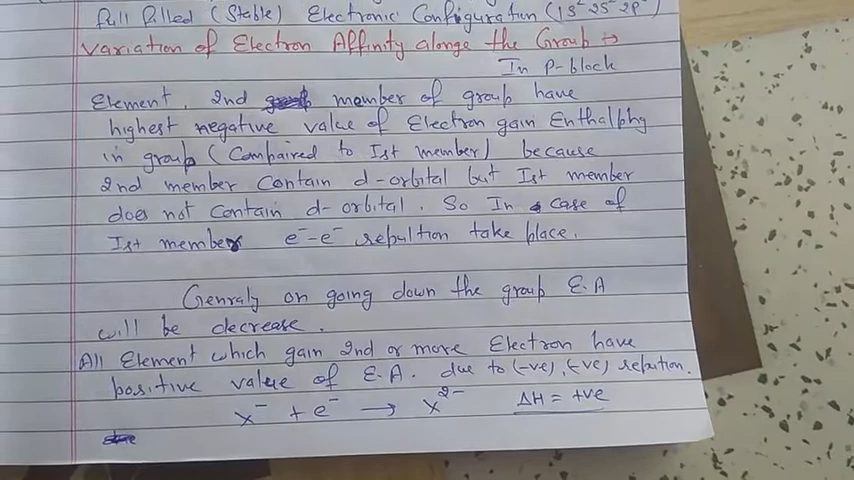 full filled (Stable) Electronic Configuration (1s² 2s² 2p⁶)
Variation of Electron Affinity alonge the Group →
In P-block
Element, 2nd member of group have
highest negative value of Electron gain Enthalphy
in group (Compaired to Ist member) because
2nd member Contain d-orbital but Ist member
does not Contain d-orbital. So In case of
Ist member e⁻-e⁻ repultion take place.
Genraly on going down the group E.A
will be decrease.
All Element which gain 2nd or more Electron have
positive value of E.A. due to (-ve), (-ve) repution.
x⁻ + e⁻ → x²⁻ ΔH = +ve